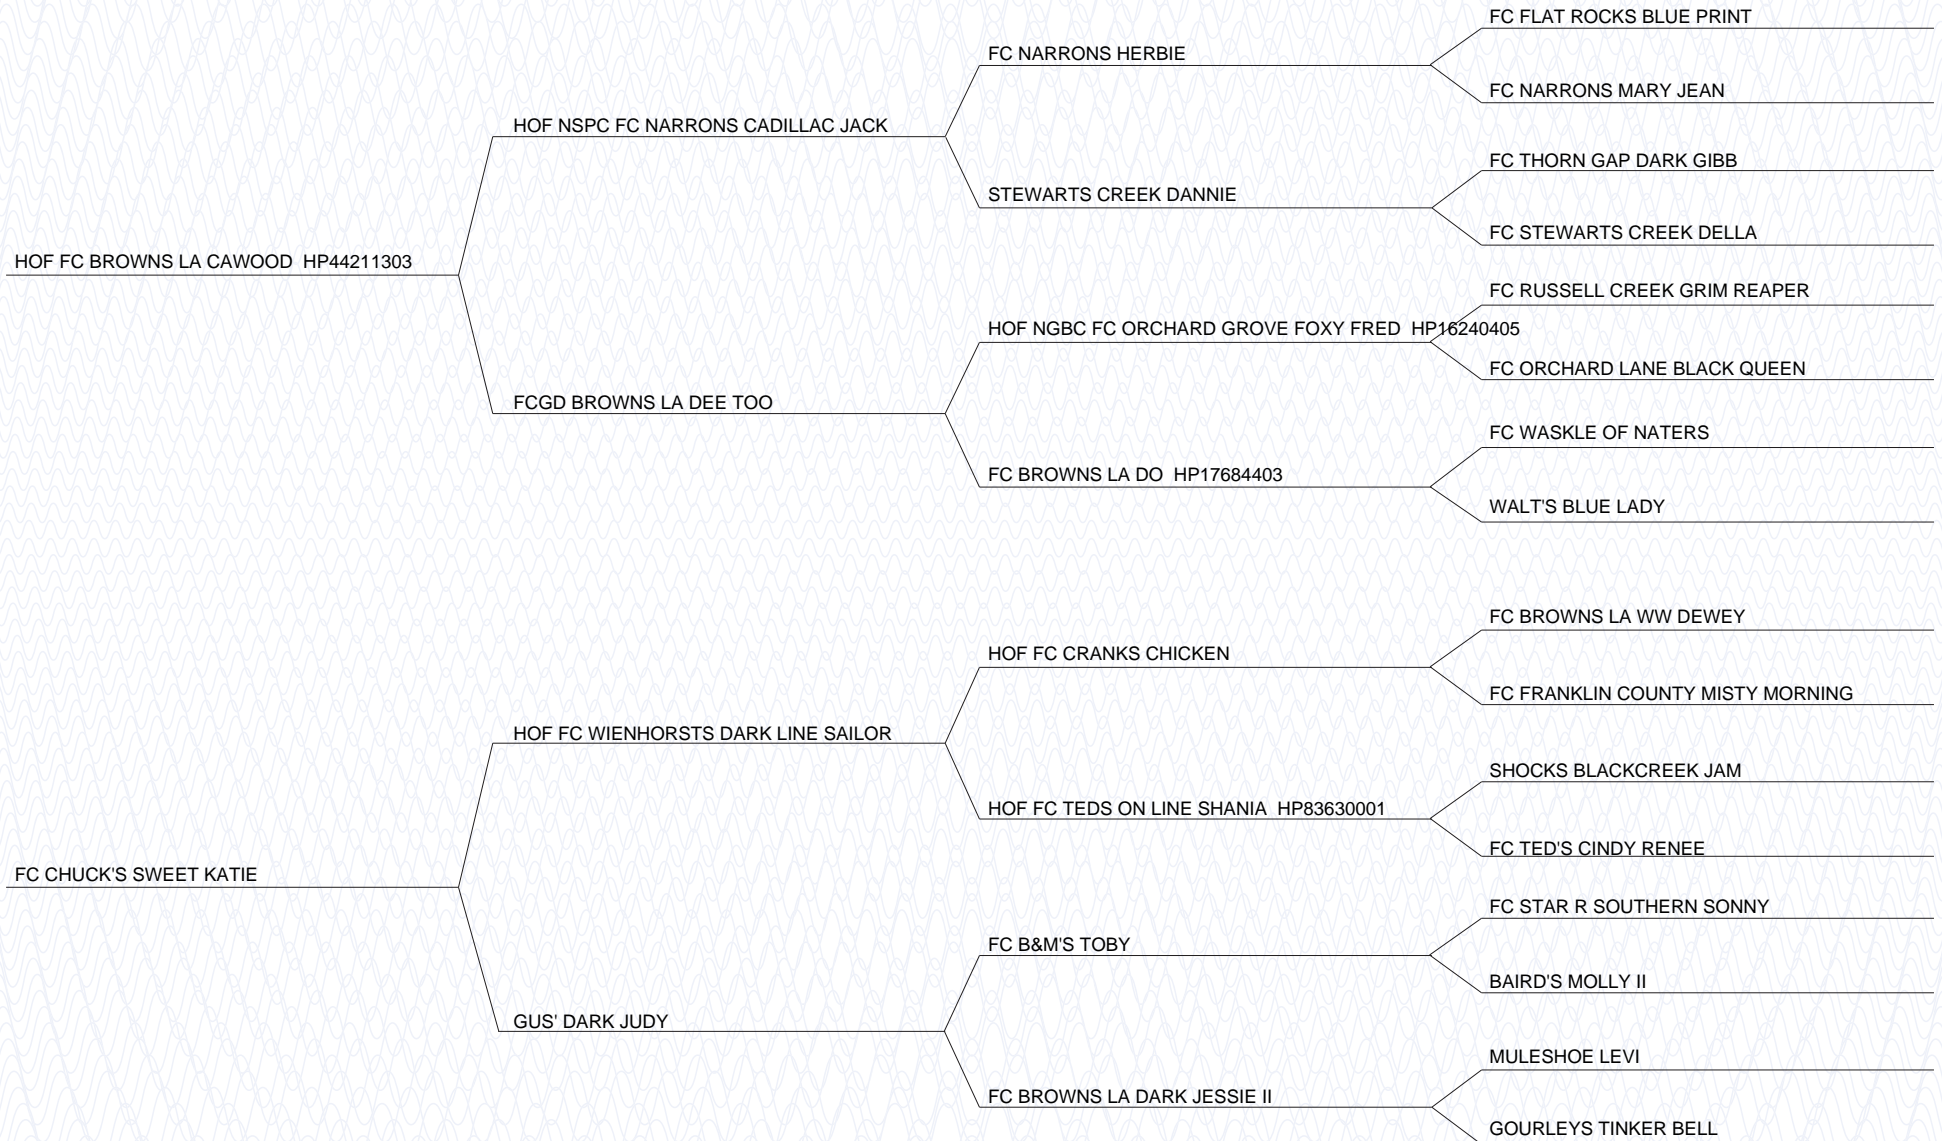 FC FLAT ROCKS BLUE PRINT
FC NARRONS HERBIE
FC NARRONS MARY JEAN
HOF NSPC FC NARRONS CADILLAC JACK
FC THORN GAP DARK GIBB
STEWARTS CREEK DANNIE
FC STEWARTS CREEK DELLA
HOF FC BROWNS LA CAWOOD HP44211303
FC RUSSELL CREEK GRIM REAPER
HOF NGBC FC ORCHARD GROVE FOXY FRED HP16240405
FC ORCHARD LANE BLACK QUEEN
FCGD BROWNS LA DEE TOO
FC WASKLE OF NATERS
FC BROWNS LA DO HP17684403
WALT'S BLUE LADY
FC BROWNS LA WW DEWEY
HOF FC CRANKS CHICKEN
FC FRANKLIN COUNTY MISTY MORNING
HOF FC WIENHORSTS DARK LINE SAILOR
SHOCKS BLACKCREEK JAM
HOF FC TEDS ON LINE SHANIA HP83630001
FC TED'S CINDY RENEE
FC CHUCK'S SWEET KATIE
FC STAR R SOUTHERN SONNY
FC B&M'S TOBY
BAIRD'S MOLLY II
GUS' DARK JUDY
MULESHOE LEVI
FC BROWNS LA DARK JESSIE II
GOURLEYS TINKER BELL